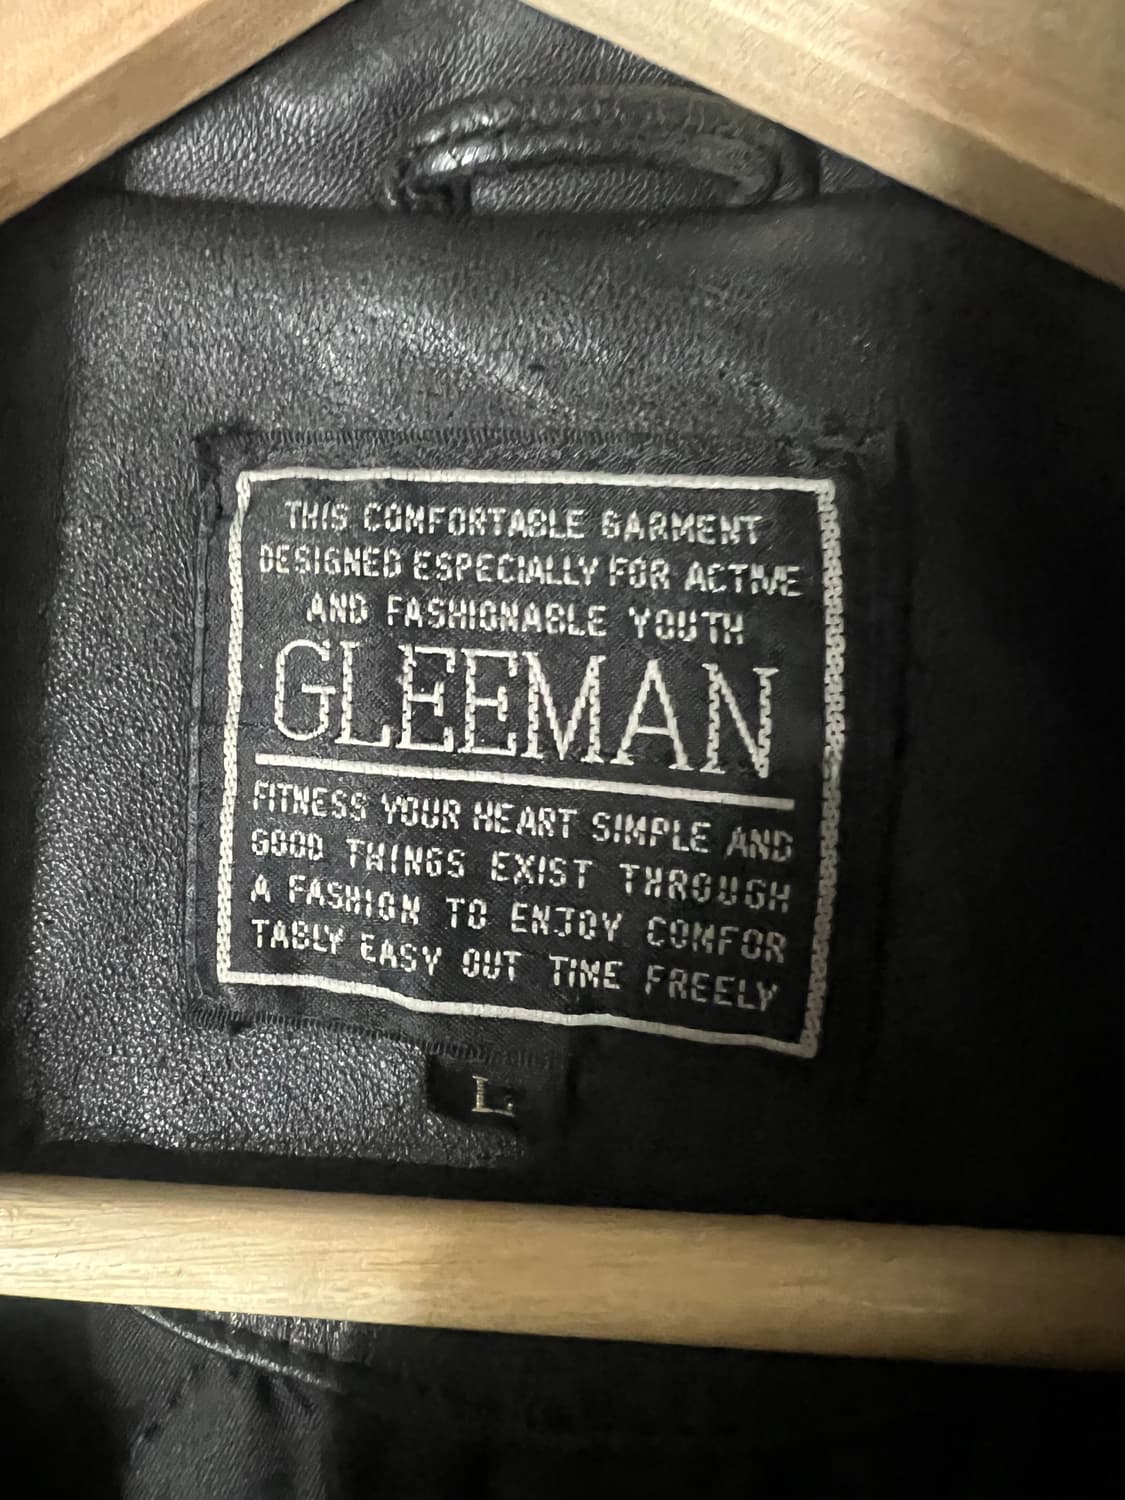 THIS COMFORTABLE GARMENT
DESIGNED ESPECIALLY FOR ACTIVE
AND FASHIONABLE YOUTH
GLEEMAN
FITNESS YOUR HEART SIMPLE AND
GOOD THINGS EXIST THROUGH
A FASHION TO ENJOY COMFOR
TABLY EASY OUT TIME FREELY
L